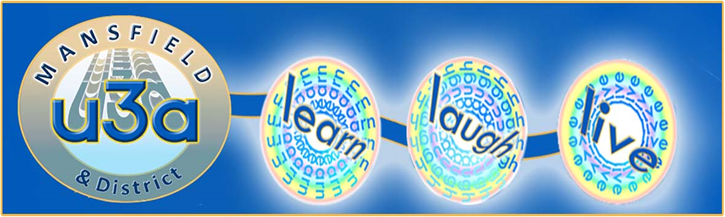 MANSFIELD
u3a
& District
learn
laugh
live